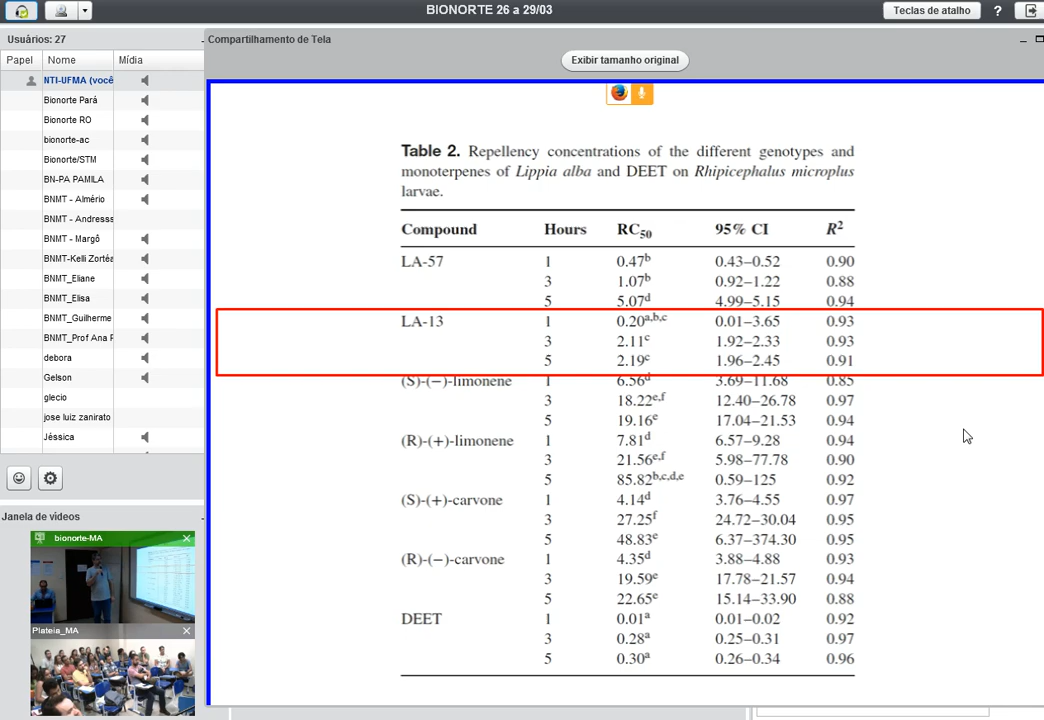 BIONORTE 26 a 29/03
Teclas de atalho
?
Usuários: 27
Compartilhamento de Tela
Papel Nome Mídia
Exibir tamanho original
NTI-UFMA (você
Bionorte Pará
Bionorte RO
bionorte-ac
Bionorte/STM
BN-PA PAMILA
BNMT - Almério
BNMT - Andresss
BNMT - Margô
BNMT-Kelli Zortéa
BNMT_Eliane
BNMT_Elisa
BNMT_Guilherme
BNMT_Prof Ana P
debora
Gelson
glecio
jose luiz zanirato
Jéssica
Janela de videos
bionorte-MA
Plateia_MA
Table 2. Repellency concentrations of the different genotypes and
monoterpenes of Lippia alba and DEET on Rhipicephalus microplus
larvae.
Compound Hours RC50 95% CI R2
LA-57 1 0.47b 0.43–0.52 0.90
3 1.07b 0.92–1.22 0.88
5 5.07d 4.99–5.15 0.94
LA-13 1 0.20a,b,c 0.01–3.65 0.93
3 2.11c 1.92–2.33 0.93
5 2.19c 1.96–2.45 0.91
(S)-(−)-limonene 1 6.56d 3.69–11.68 0.85
3 18.22e,f 12.40–26.78 0.97
5 19.16e 17.04–21.53 0.94
(R)-(+)-limonene 1 7.81d 6.57–9.28 0.94
3 21.56e,f 5.98–77.78 0.90
5 85.82b,c,d,e 0.59–125 0.92
(S)-(+)-carvone 1 4.14d 3.76–4.55 0.97
3 27.25f 24.72–30.04 0.95
5 48.83e 6.37–374.30 0.95
(R)-(−)-carvone 1 4.35d 3.88–4.88 0.93
3 19.59e 17.78–21.57 0.94
5 22.65e 15.14–33.90 0.88
DEET 1 0.01a 0.01–0.02 0.92
3 0.28a 0.25–0.31 0.97
5 0.30a 0.26–0.34 0.96